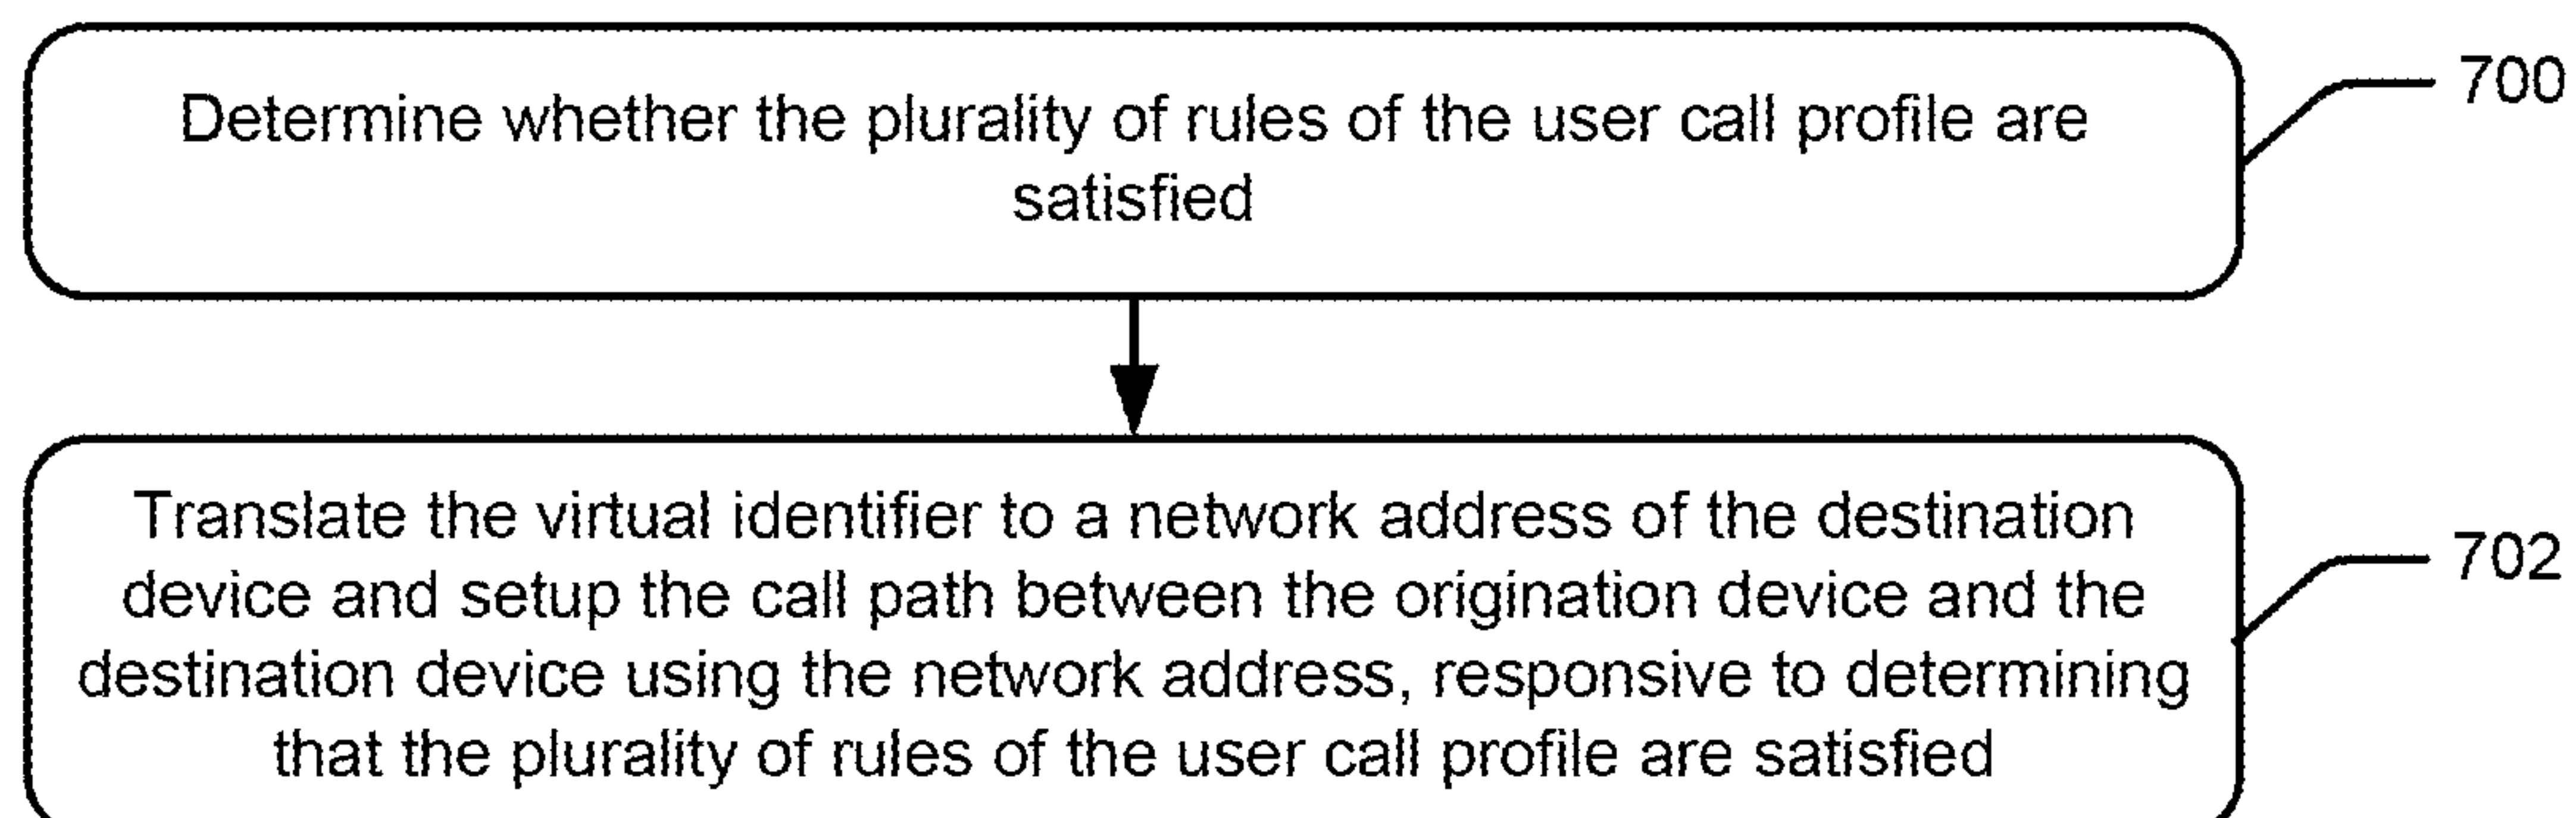 Determine whether the plurality of rules of the user call profile are
satisfied
700
Translate the virtual identifier to a network address of the destination
device and setup the call path between the origination device and the
destination device using the network address, responsive to determining
that the plurality of rules of the user call profile are satisfied
702